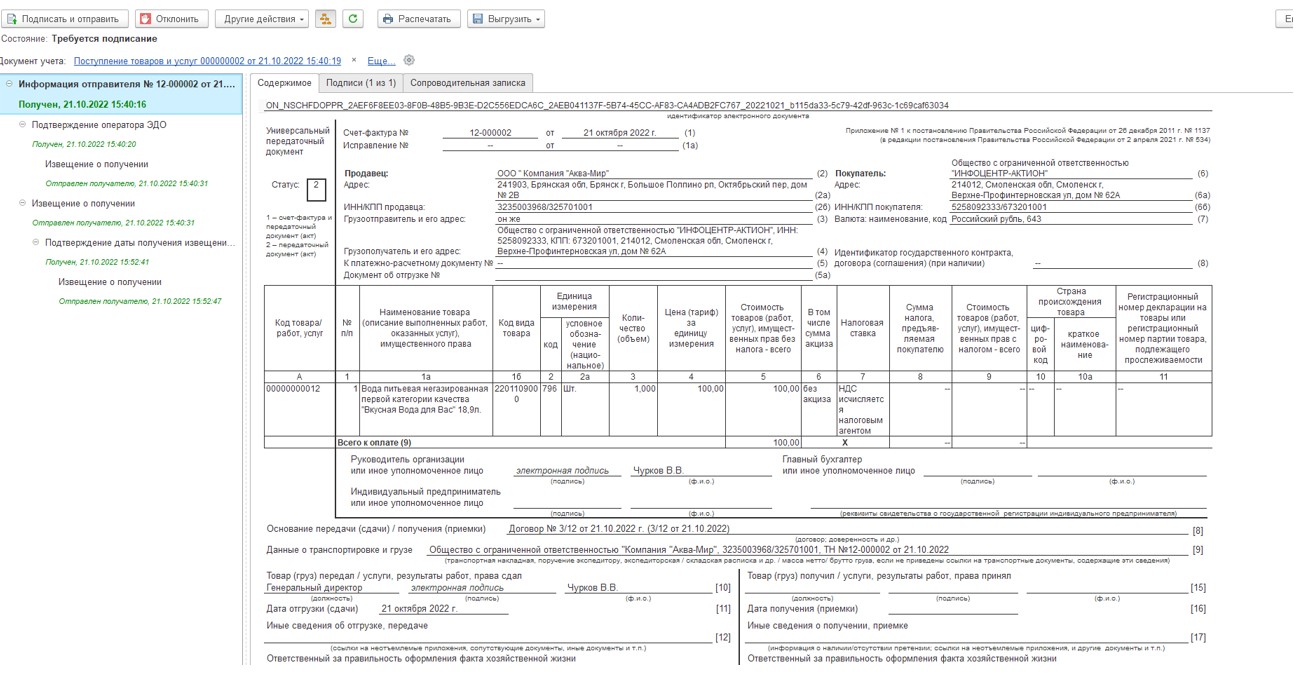 Подписать и отправить
Отклонить
Другие действия
Распечатать
Выгрузить
Состояние: Требуется подписание
Документ учета: Поступление товаров и услуг 000000002 от 21.10.2022 15:40:19 × Еще...
Информация отправителя № 12-000002 от 21....
Получен, 21.10.2022 15:40:16
Подтверждение оператора ЭДО
Получен, 21.10.2022 15:40:20
Извещение о получении
Отправлен получателю, 21.10.2022 15:40:31
Извещение о получении
Отправлен получателю, 21.10.2022 15:40:31
Подтверждение даты получения извещени...
Получен, 21.10.2022 15:52:41
Извещение о получении
Отправлен получателю, 21.10.2022 15:52:47
Содержимое
Подписи (1 из 1)
Сопроводительная записка
ON_NSCHFDOPPR_2AEF6F8EE03-8F0B-48B5-9B3E-D2C556EDCA6C_2AEB041137F-5B74-45CC-AF83-CA4ADB2FC767_20221021_b115da33-5c79-42df-963c-1c69caf63034
идентификатор электронного документа
Универсальный
передаточный
документ
Статус: 2
1 – счет-фактура и
передаточный
документ (акт)
2 – передаточный
документ (акт)
Счет-фактура № 12-000002 от 21 октября 2022 г. (1)
Исправление № -- от -- (1а)
Приложение № 1 к постановлению Правительства Российской Федерации от 26 декабря 2011 г. № 1137
(в редакции постановления Правительства Российской Федерации от 2 апреля 2021 г. № 534)
Продавец: ООО " Компания "Аква-Мир" (2)
Адрес: 241903, Брянская обл, Брянск г, Большое Полпино рп, Октябрьский пер, дом
№ 2В (2а)
ИНН/КПП продавца: 3235003968/325701001 (2б)
Грузоотправитель и его адрес: он же (3)
Общество с ограниченной ответственностью "ИНФОЦЕНТР-АКТИОН", ИНН:
5258092333, КПП: 673201001, 214012, Смоленская обл, Смоленск г,
Грузополучатель и его адрес: Верхне-Профинтерновская ул, дом № 62А (4)
К платежно-расчетному документу № -- (5)
Документ об отгрузке № (5а)
Общество с ограниченной ответственностью
Покупатель: "ИНФОЦЕНТР-АКТИОН" (6)
Адрес: 214012, Смоленская обл, Смоленск г,
Верхне-Профинтерновская ул, дом № 62А (6а)
ИНН/КПП покупателя: 5258092333/673201001 (6б)
Валюта: наименование, код Российский рубль, 643 (7)
Идентификатор государственного контракта,
договора (соглашения) (при наличии) -- (8)
Код товара/
работ, услуг
№
п/п
Наименование товара
(описание выполненных работ,
оказанных услуг),
имущественного права
Код вида
товара
Единица
измерения
код
условное
обозна-
чение
(нацио-
нальное)
Коли-
чество
(объем)
Цена (тариф)
за
единицу
измерения
Стоимость
товаров (работ,
услуг), имущест-
венных прав без
налога - всего
В том
числе
сумма
акциза
Налоговая
ставка
Сумма
налога,
предъяв-
ляемая
покупателю
Стоимость
товаров (работ,
услуг), имущест-
венных прав с
налогом - всего
Страна
происхождения
товара
циф-
ро-
вой
код
краткое
наименова-
ние
Регистрационный
номер декларации на
товары или
регистрационный
номер партии товара,
подлежащего
прослеживаемости
А 1 1а 1б 2 2а 3 4 5 6 7 8 9 10 10а 11
00000000012
1
Вода питьевая негазированная
первой категории качества
"Вкусная Вода для Вас" 18,9л.
220110900
0
796
Шт.
1,000
100,00
100,00
без
акциза
НДС
исчисляетс
я
налоговым
агентом
-- -- -- -- --
Всего к оплате (9) 100,00 Х -- --
Руководитель организации
или иное уполномоченное лицо электронная подпись Чурков В.В.
(подпись) (ф.и.о.)
Главный бухгалтер
или иное уполномоченное лицо
(подпись) (ф.и.о.)
Индивидуальный предприниматель
или иное уполномоченное лицо
(подпись) (ф.и.о.) (реквизиты свидетельства о государственной регистрации индивидуального предпринимателя)
Основание передачи (сдачи) / получения (приемки) Договор № 3/12 от 21.10.2022 г. (3/12 от 21.10.2022) [8]
(договор; доверенность и др.)
Данные о транспортировке и грузе Общество с ограниченной ответственностью "Компания "Аква-Мир", 3235003968/325701001, ТН №12-000002 от 21.10.2022 [9]
(транспортная накладная, поручение экспедитору, экспедиторская / складская расписка и др. / масса нетто/ брутто груза, если не приведены ссылки на транспортные документы, содержащие эти сведения)
Товар (груз) передал / услуги, результаты работ, права сдал
Генеральный директор электронная подпись Чурков В.В. [10]
(должность) (подпись) (ф.и.о.)
Дата отгрузки (сдачи) 21 октября 2022 г. [11]
Иные сведения об отгрузке, передаче
[12]
(ссылки на неотъемлемые приложения, сопутствующие документы, иные документы и т.п.)
Ответственный за правильность оформления факта хозяйственной жизни
Товар (груз) получил / услуги, результаты работ, права принял
[15]
(должность) (подпись) (ф.и.о.)
Дата получения (приемки) [16]
Иные сведения о получении, приемке
[17]
(информация о наличии/отсутствии претензии; ссылки на неотъемлемые приложения, и другие документы и т.п.)
Ответственный за правильность оформления факта хозяйственной жизни